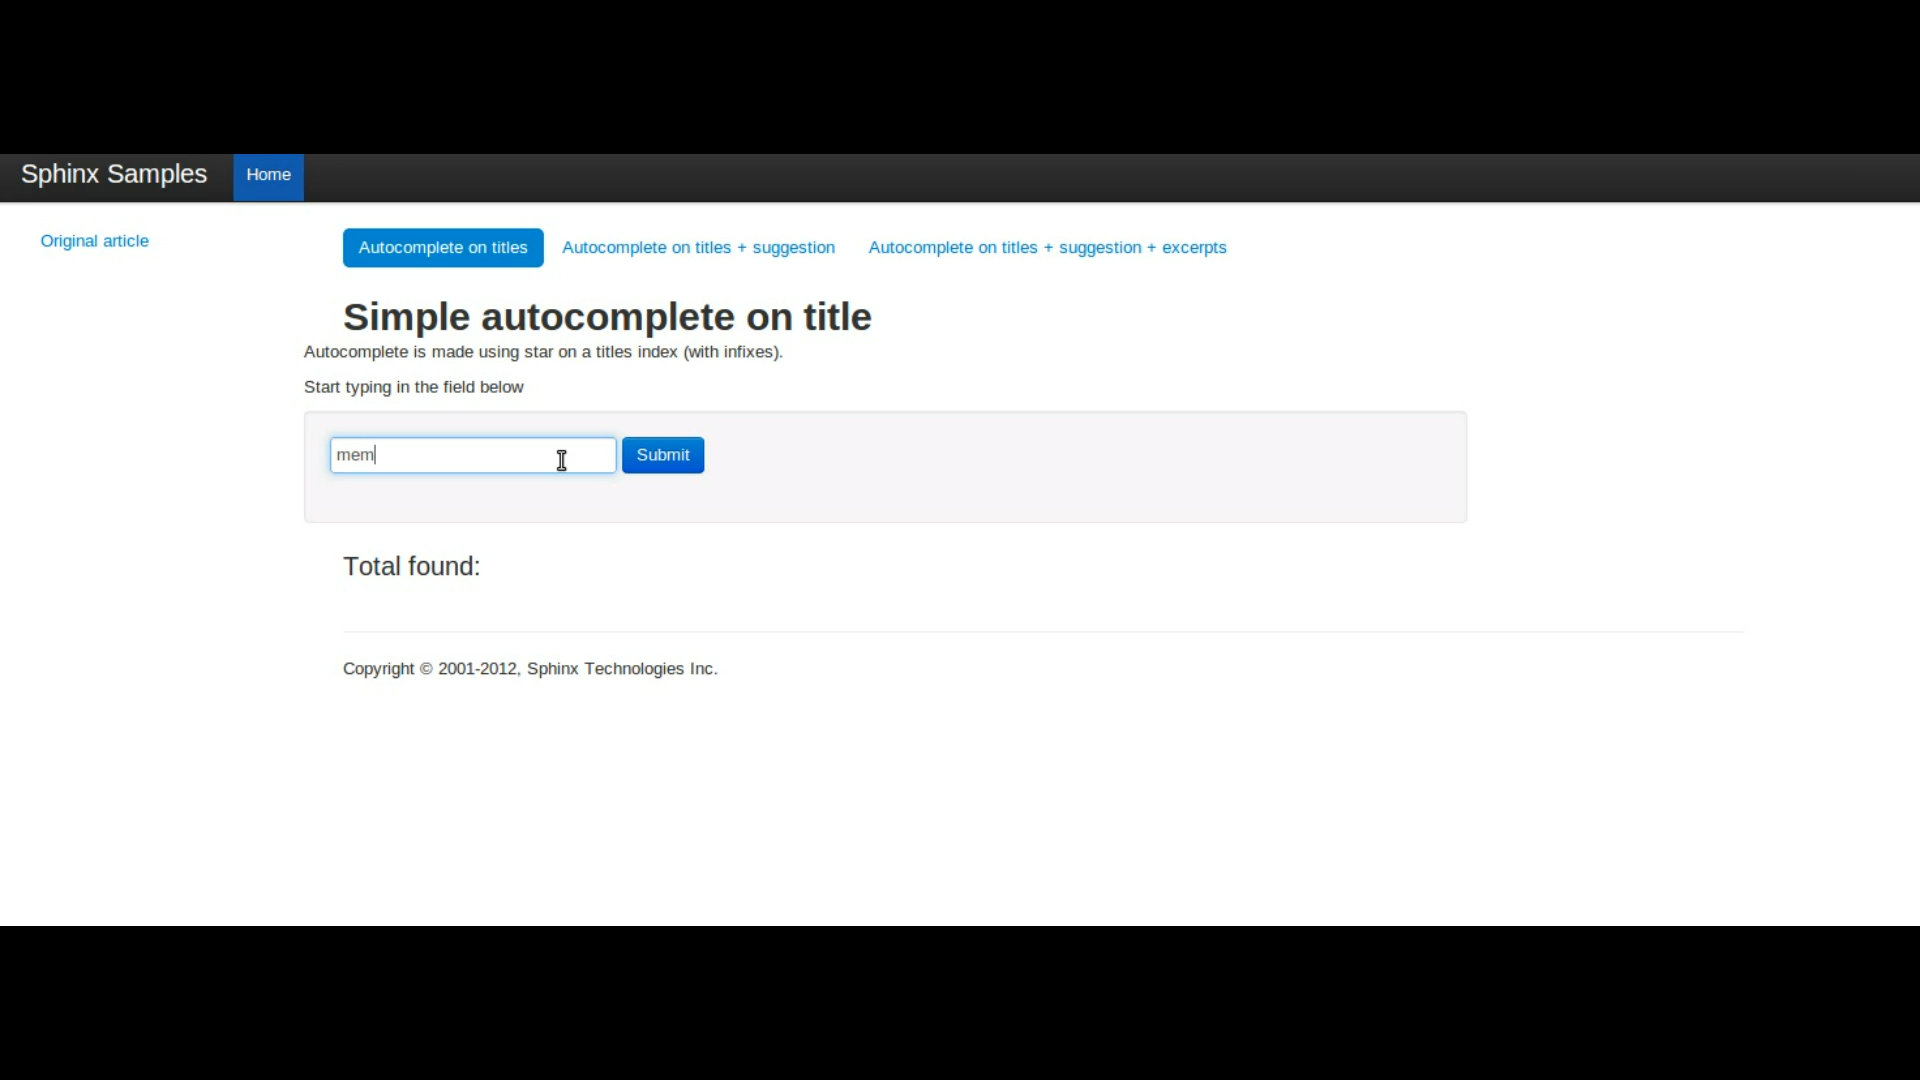 Sphinx Samples Home
Original article
Autocomplete on titles Autocomplete on titles + suggestion Autocomplete on titles + suggestion + excerpts
Simple autocomplete on title
Autocomplete is made using star on a titles index (with infixes).
Start typing in the field below
mem Submit
Total found:
Copyright © 2001-2012, Sphinx Technologies Inc.